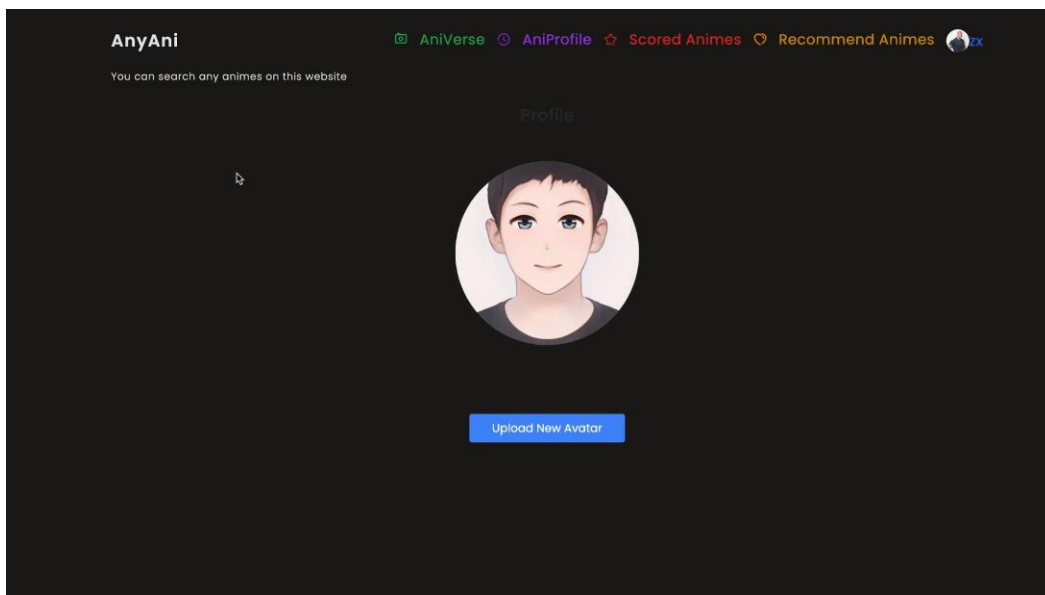 AnyAni
AniVerse AniProfile Scored Animes Recommend Animes zx
You can search any animes on this website
Profile
Upload New Avatar